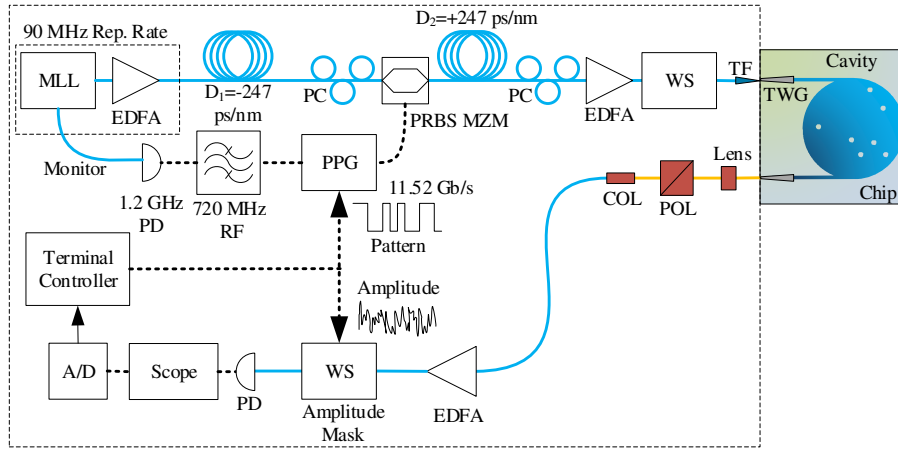 90 MHz Rep. Rate
MLL
EDFA
D1=-247
ps/nm
PC
PRBS MZM
D2=+247 ps/nm
PC
EDFA
WS
TF
Cavity
TWG
Chip
Monitor
1.2 GHz
PD
720 MHz
RF
PPG
11.52 Gb/s
Pattern
COL
POL
Lens
Terminal
Controller
Amplitude
A/D
Scope
PD
WS
Amplitude
Mask
EDFA